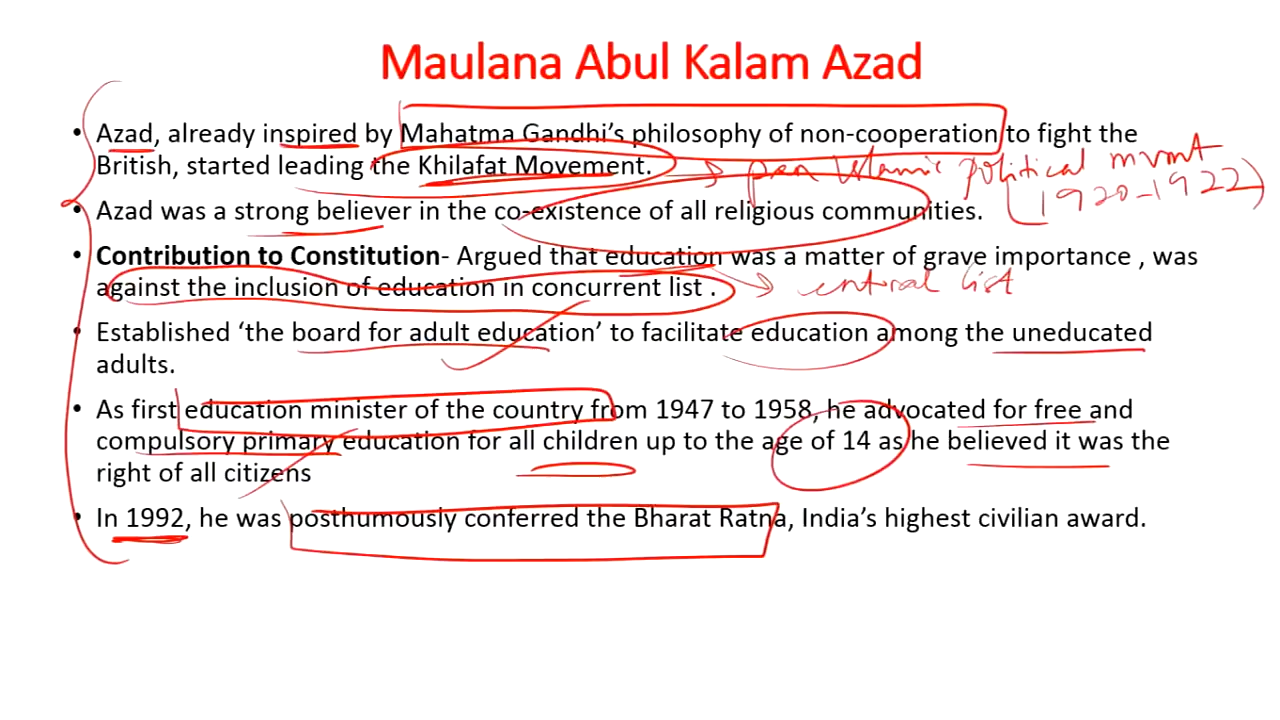 Maulana Abul Kalam Azad
• Azad, already inspired by Mahatma Gandhi's philosophy of non-cooperation to fight the
British, started leading the Khilafat Movement. → pan Islamic political mvmt
(1920-1922)
• Azad was a strong believer in the co-existence of all religious communities.
• Contribution to Constitution- Argued that education was a matter of grave importance , was
against the inclusion of education in concurrent list . → central list
• Established ‘the board for adult education’ to facilitate education among the uneducated
adults.
• As first education minister of the country from 1947 to 1958, he advocated for free and
compulsory primary education for all children up to the age of 14 as he believed it was the
right of all citizens
• In 1992, he was posthumously conferred the Bharat Ratna, India’s highest civilian award.